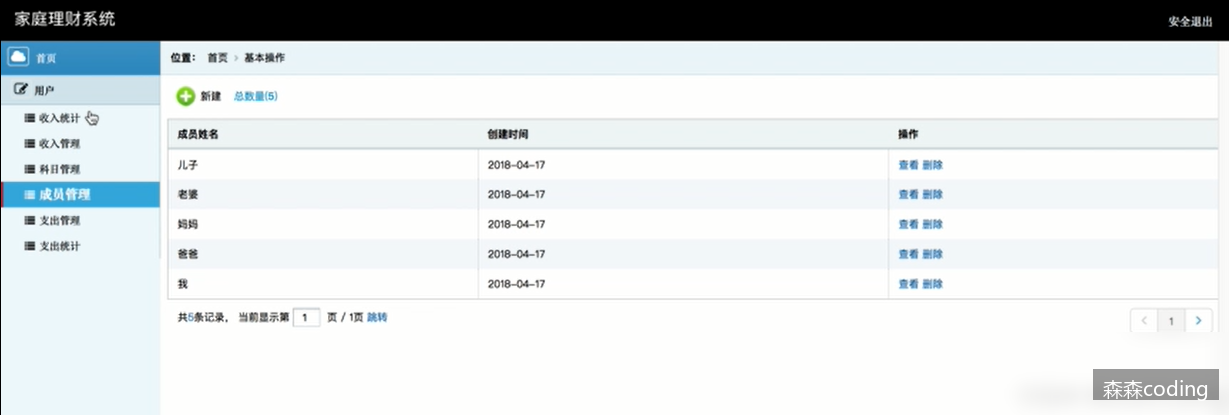 家庭理财系统
安全退出
首页
位置： 首页 › 基本操作
用户
新建 总数量(5)
收入统计
收入管理
科目管理
成员管理
支出管理
支出统计
成员姓名 创建时间 操作
儿子 2018-04-17 查看 删除
老婆 2018-04-17 查看 删除
妈妈 2018-04-17 查看 删除
爸爸 2018-04-17 查看 删除
我 2018-04-17 查看 删除
共5条记录， 当前显示第 1 页 / 1页 跳转
‹ 1 ›
森森coding